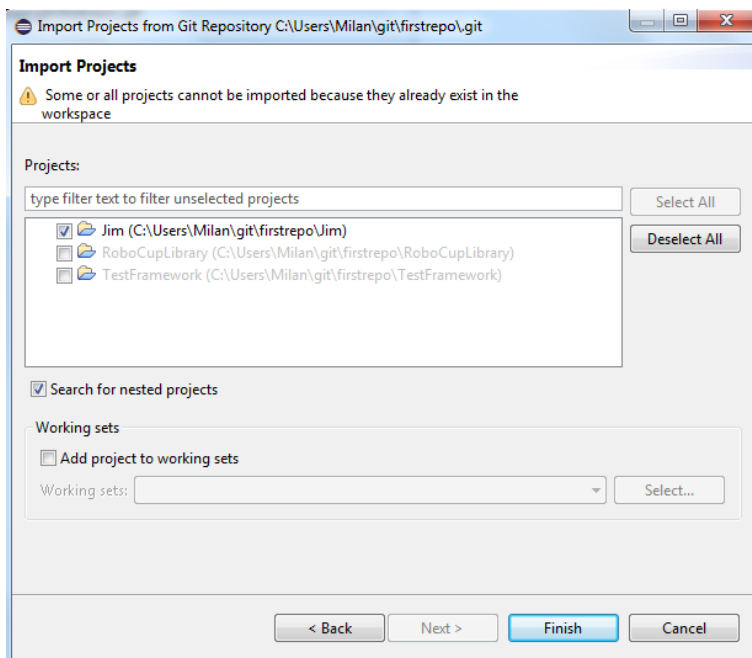 Import Projects from Git Repository C:\Users\Milan\git\firstrepo\.git
Import Projects
Some or all projects cannot be imported because they already exist in the
workspace
Projects:
type filter text to filter unselected projects
Select All
Jim (C:\Users\Milan\git\firstrepo\Jim)
Deselect All
RoboCupLibrary (C:\Users\Milan\git\firstrepo\RoboCupLibrary)
TestFramework (C:\Users\Milan\git\firstrepo\TestFramework)
Search for nested projects
Working sets
Add project to working sets
Working sets:
Select...
< Back
Next >
Finish
Cancel